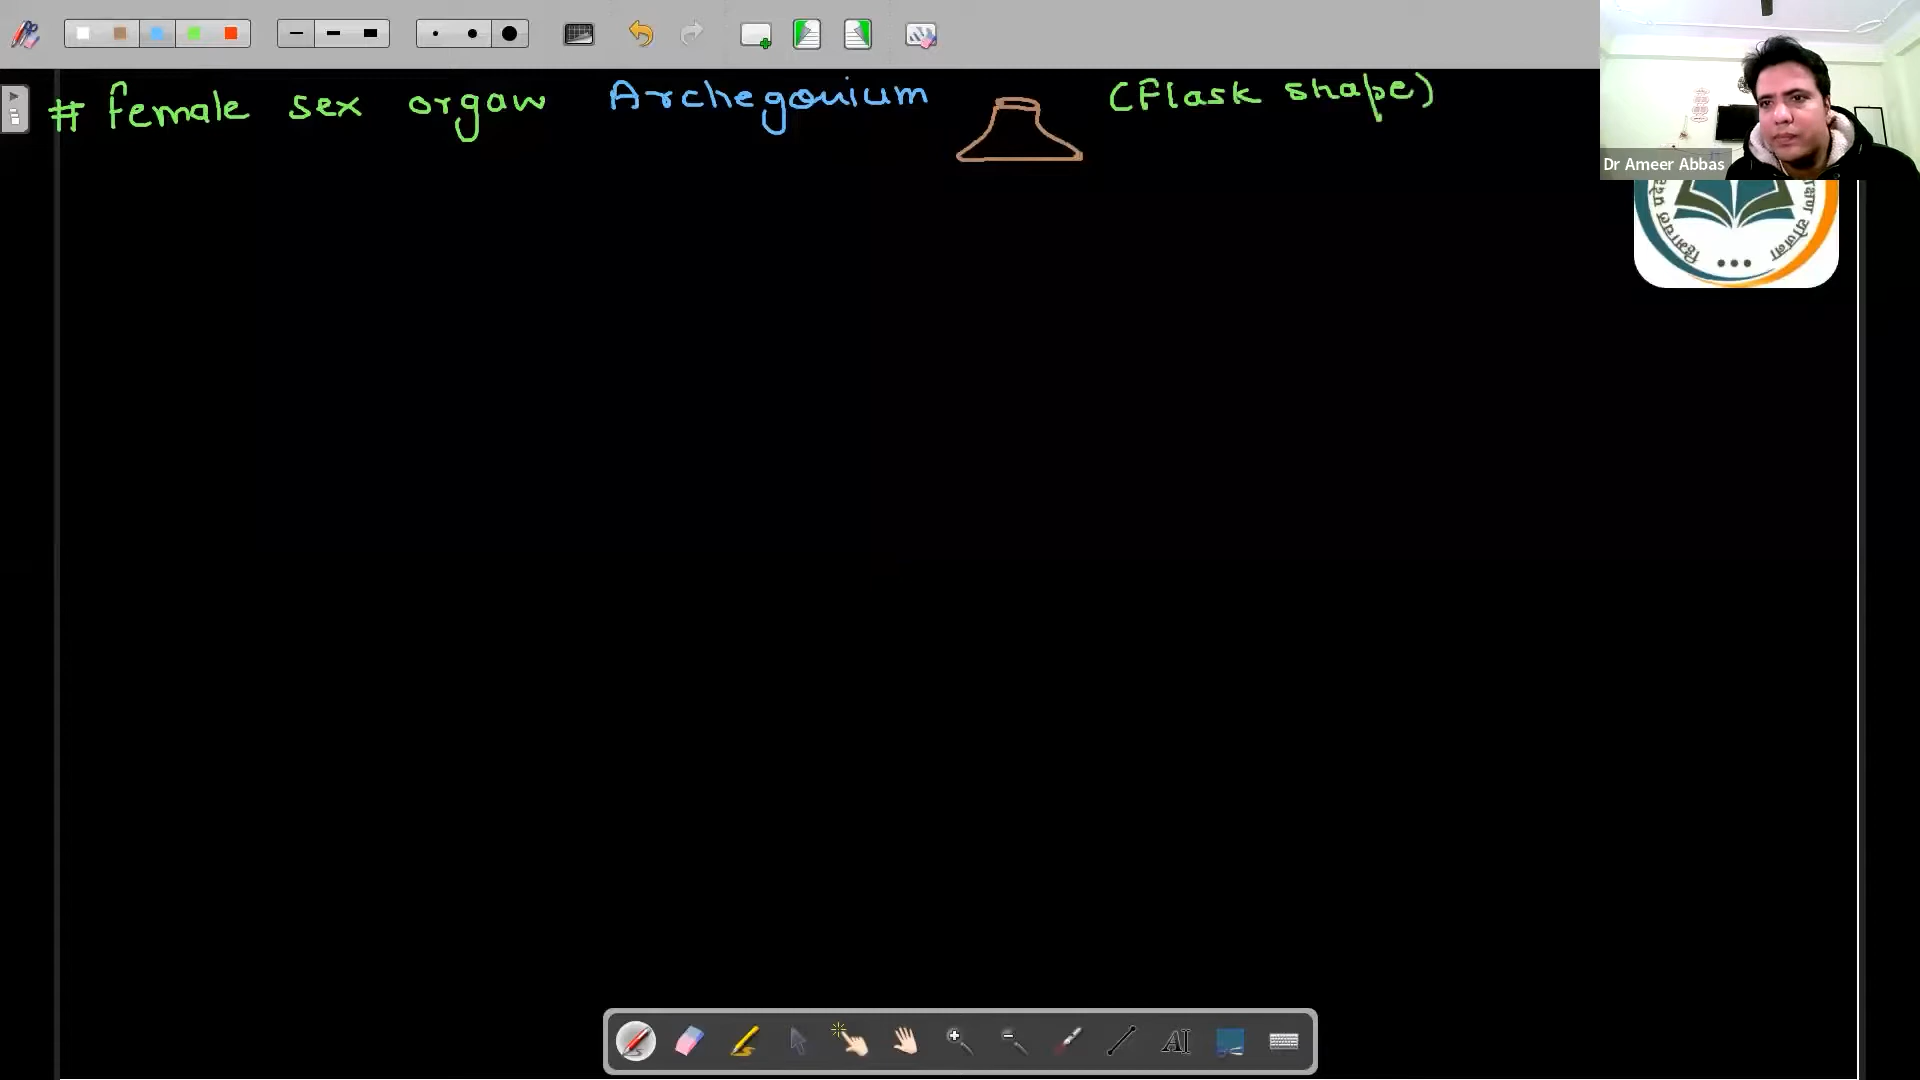 # female sex organ Archegonium (Flask shape)
Dr Ameer Abbas